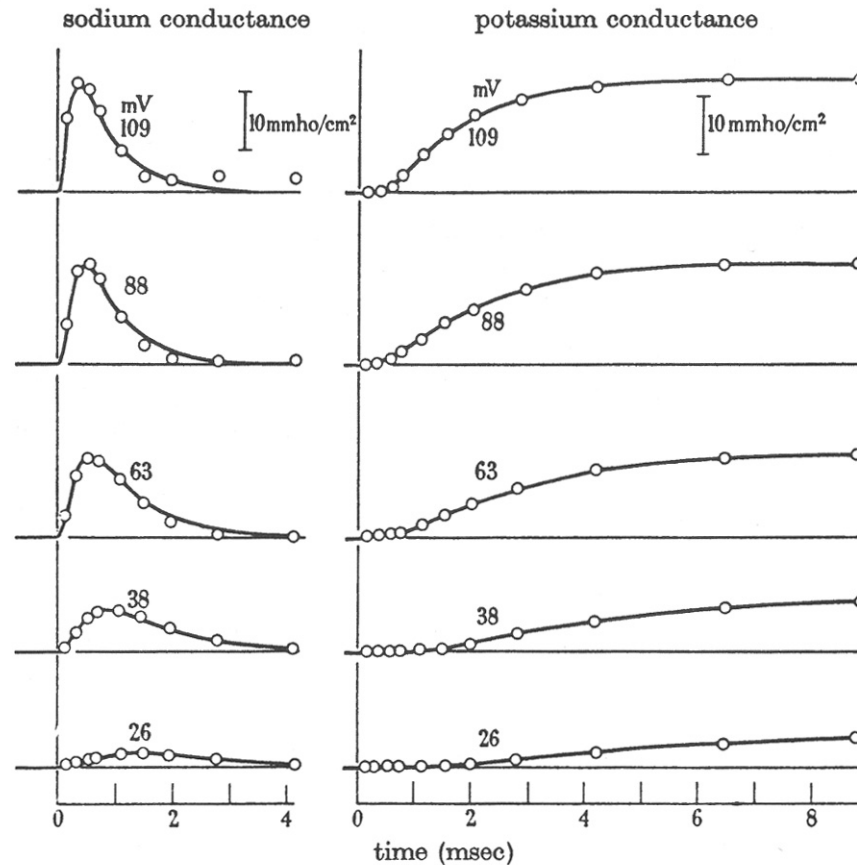 sodium conductance
potassium conductance
mV
109
10 mmho/cm²
mV
109
10 mmho/cm²
88
88
63
63
38
38
26
26
0 2 4
0 2 4 6 8
time (msec)